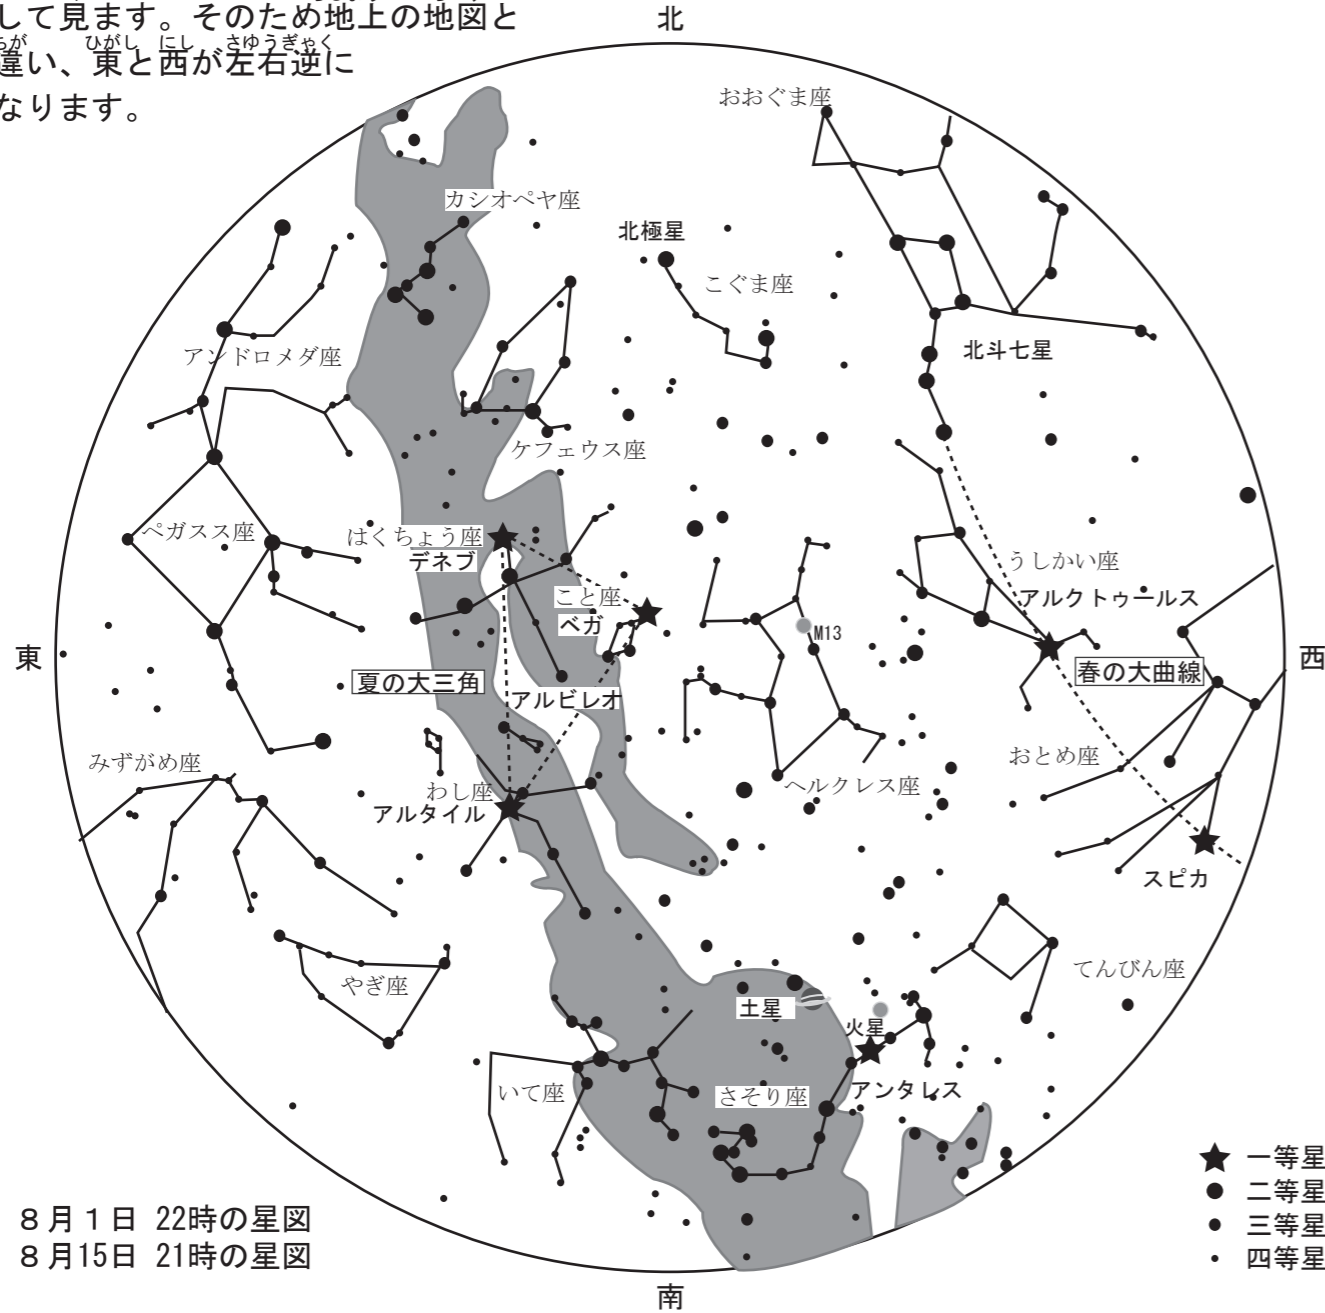 して見ます。そのため地上の地図と
ひがし にし さゆうぎゃく
違い、東と西が左右逆に
なります。
北
おおぐま座
カシオペヤ座
北極星
こぐま座
アンドロメダ座
北斗七星
ケフェウス座
ペガスス座
はくちょう座
デネブ
うしかい座
こと座
アルクトゥールス
ベガ
M13
東
西
夏の大三角
春の大曲線
アルビレオ
みずがめ座
おとめ座
わし座
ヘルクレス座
アルタイル
スピカ
てんびん座
やぎ座
土星
火星
いて座
さそり座
アンタレス
一等星
二等星
三等星
四等星
８月１日 22時の星図
８月15日 21時の星図
南